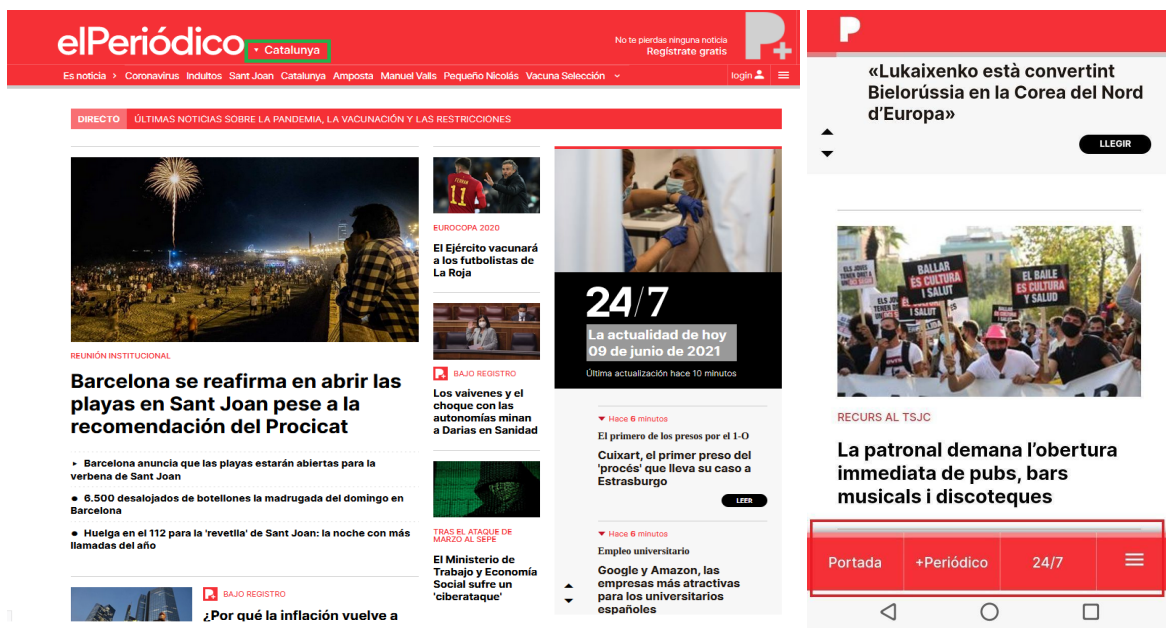 elPeriódico
Catalunya
No te pierdas ninguna noticia
Regístrate gratis
P+
Es noticia > Coronavirus Indultos Sant Joan Catalunya Amposta Manuel Valls Pequeño Nicolás Vacuna Selección
login
DIRECTO ÚLTIMAS NOTICIAS SOBRE LA PANDEMIA, LA VACUNACIÓN Y LAS RESTRICCIONES
REUNIÓN INSTITUCIONAL
Barcelona se reafirma en abrir las
playas en Sant Joan pese a la
recomendación del Procicat
Barcelona anuncia que las playas estarán abiertas para la
verbena de Sant Joan
6.500 desalojados de botellones la madrugada del domingo en
Barcelona
Huelga en el 112 para la 'revetlla' de Sant Joan: la noche con más
llamadas del año
BAJO REGISTRO
¿Por qué la inflación vuelve a
11
EUROCOPA 2020
El Ejército vacunará
a los futbolistas de
La Roja
BAJO REGISTRO
Los vaivenes y el
choque con las
autonomías minan
a Darias en Sanidad
TRAS EL ATAQUE DE
MARZO AL SEPE
El Ministerio de
Trabajo y Economía
Social sufre un
'ciberataque'
24/7
La actualidad de hoy
09 de junio de 2021
Última actualización hace 10 minutos
Hace 6 minutos
El primero de los presos por el 1-O
Cuixart, el primer preso del
'procés' que lleva su caso a
Estrasburgo
LEER
Hace 6 minutos
Empleo universitario
Google y Amazon, las
empresas más atractivas
para los universitarios
españoles
P
«Lukaixenko està convertint
Bielorússia en la Corea del Nord
d'Europa»
LLEGIR
BALLAR
ÉS CULTURA
I SALUT
EL BAILE
ES CULTURA
Y SALUD
RECURS AL TSJC
La patronal demana l'obertura
immediata de pubs, bars
musicals i discoteques
Portada
+Periódico
24/7